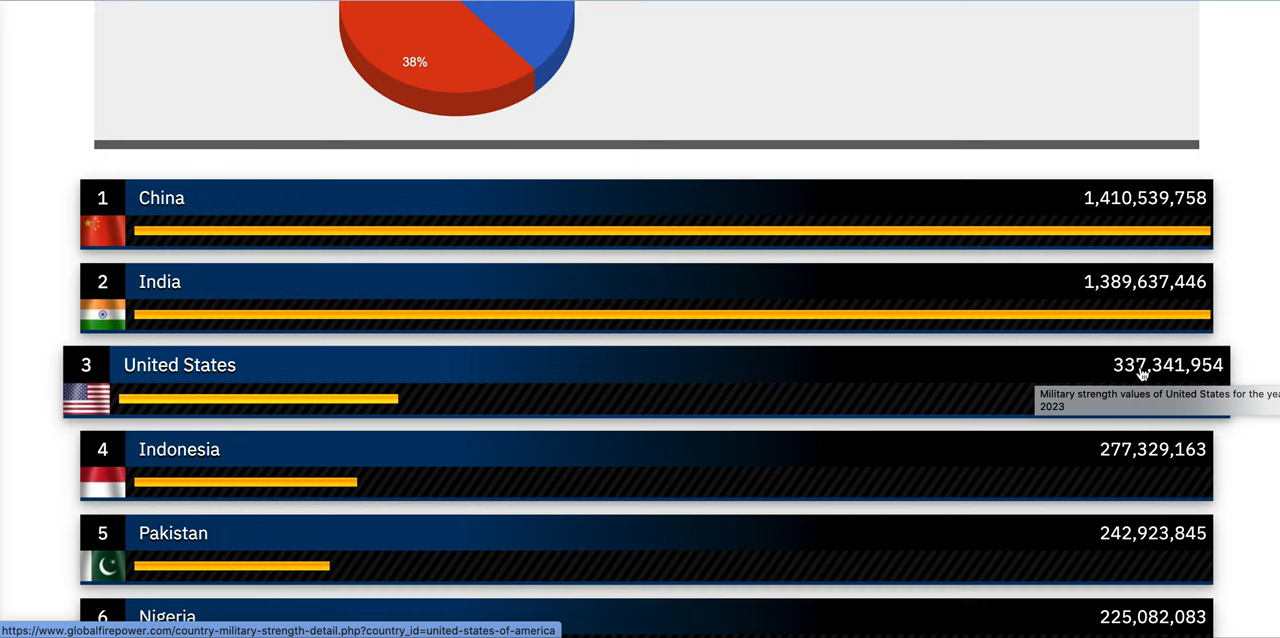 38%
1 China 1,410,539,758
2 India 1,389,637,446
3 United States 337,341,954
Military strength values of United States for the yea
2023
4 Indonesia 277,329,163
5 Pakistan 242,923,845
6 Nigeria 225,082,083
https://www.globalfirepower.com/country-military-strength-detail.php?country_id=united-states-of-america